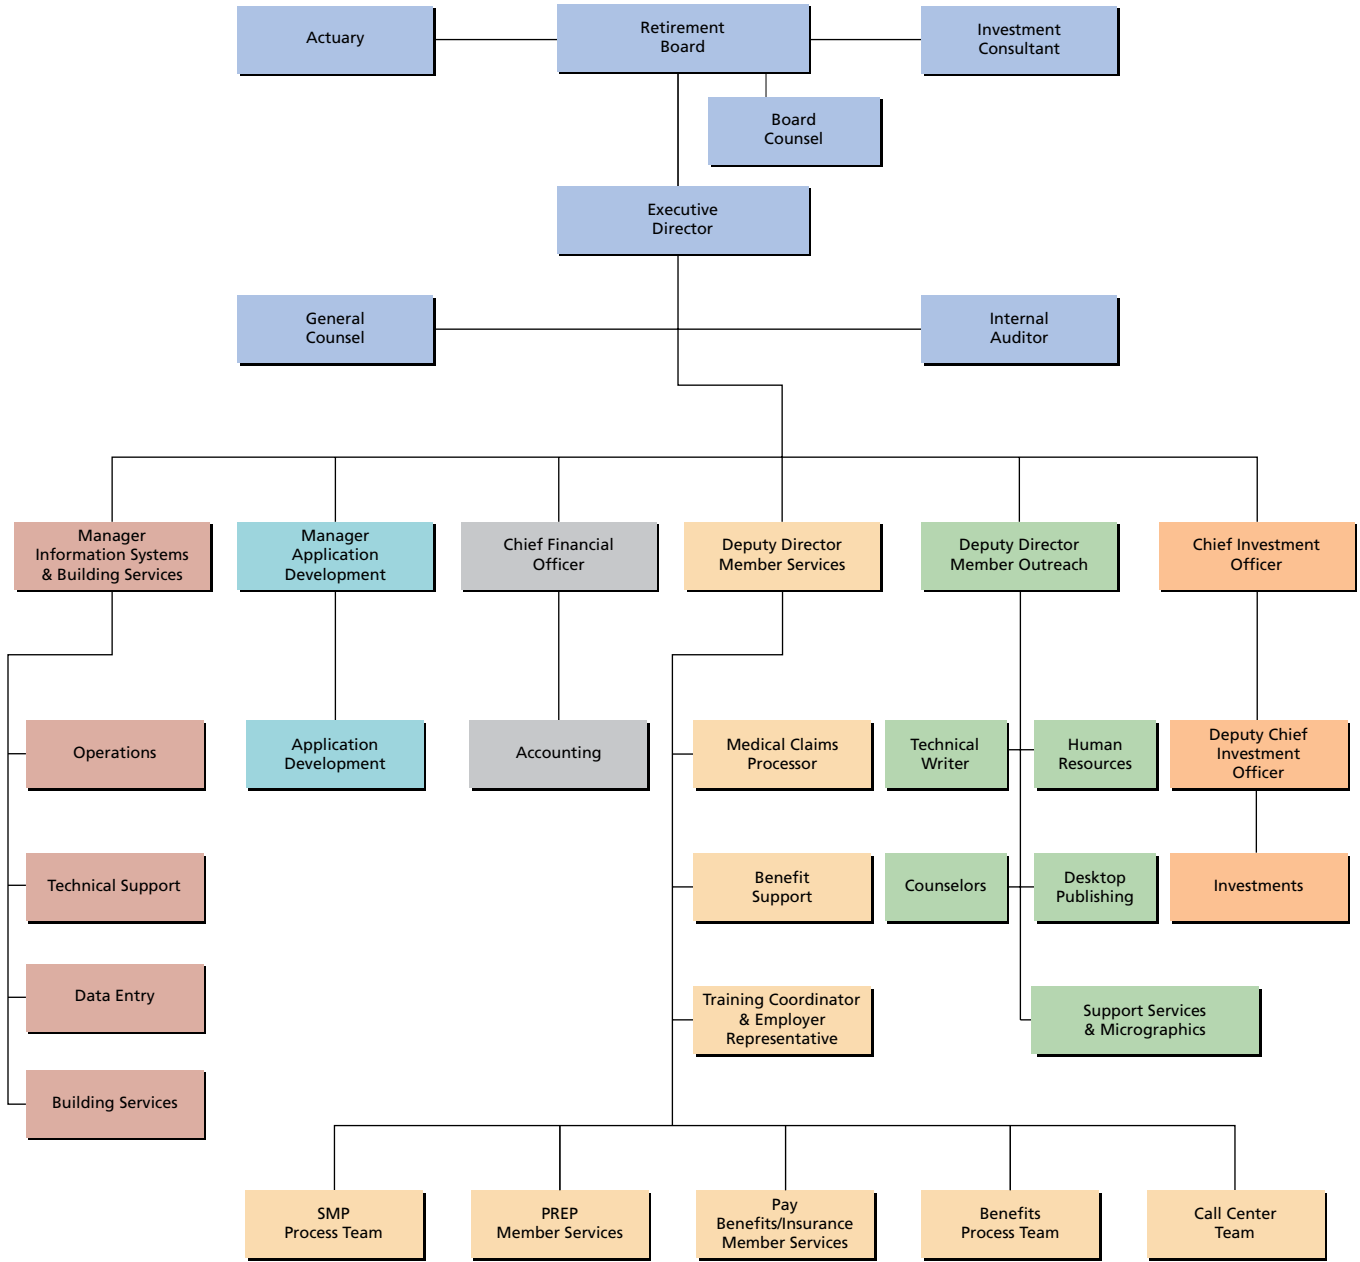 Actuary
Retirement
Board
Investment
Consultant
Board
Counsel
Executive
Director
General
Counsel
Internal
Auditor
Manager
Information Systems
& Building Services
Manager
Application
Development
Chief Financial
Officer
Deputy Director
Member Services
Deputy Director
Member Outreach
Chief Investment
Officer
Operations
Application
Development
Accounting
Medical Claims
Processor
Technical
Writer
Human
Resources
Deputy Chief
Investment
Officer
Technical Support
Benefit
Support
Counselors
Desktop
Publishing
Investments
Data Entry
Training Coordinator
& Employer
Representative
Support Services
& Micrographics
Building Services
SMP
Process Team
PREP
Member Services
Pay
Benefits/Insurance
Member Services
Benefits
Process Team
Call Center
Team